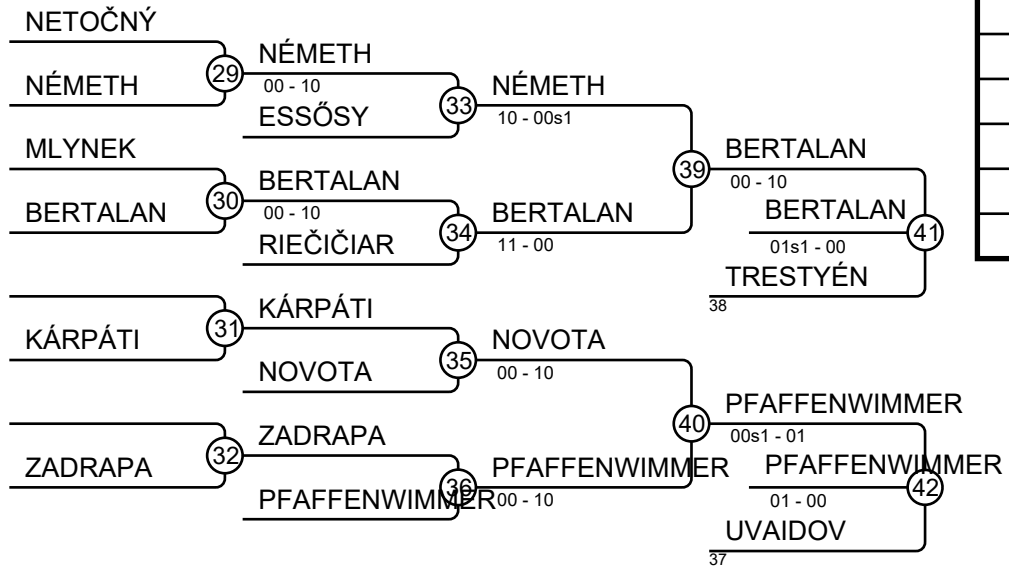 NETOČNÝ
29
NÉMETH
NÉMETH
00 - 10
33
ESSŐSY
NÉMETH
10 - 00s1
MLYNEK
30
BERTALAN
BERTALAN
00 - 10
34
RIEČIČIAR
BERTALAN
11 - 00
39
BERTALAN
00 - 10
BERTALAN
01s1 - 00
41
TRESTYÉN
38
31
KÁRPÁTI
KÁRPÁTI
35
NOVOTA
NOVOTA
00 - 10
32
ZADRAPA
ZADRAPA
36
PFAFFENWIMMER
PFAFFENWIMMER
00 - 10
40
PFAFFENWIMMER
00s1 - 01
PFAFFENWIMMER
01 - 00
42
UVAIDOV
37